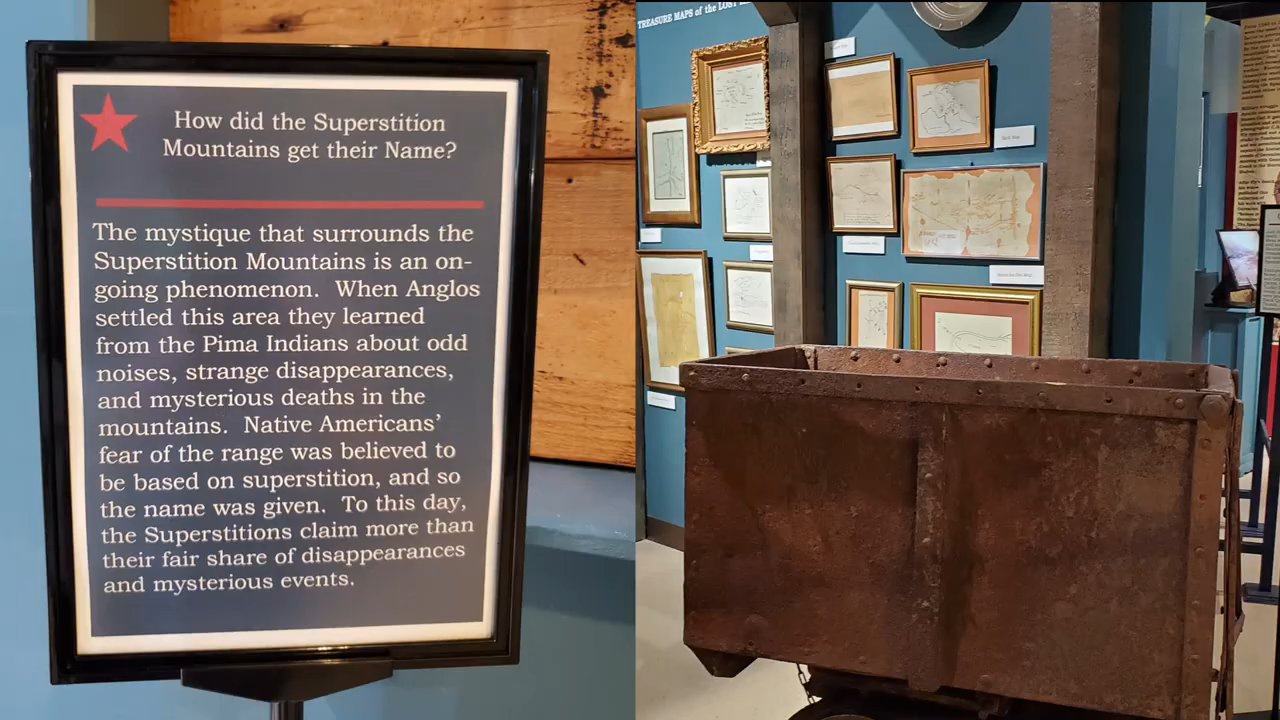 How did the Superstition
Mountains get their Name?
The mystique that surrounds the
Superstition Mountains is an on-
going phenomenon. When Anglos
settled this area they learned
from the Pima Indians about odd
noises, strange disappearances,
and mysterious deaths in the
mountains. Native Americans'
fear of the range was believed to
be based on superstition, and so
the name was given. To this day,
the Superstitions claim more than
their fair share of disappearances
and mysterious events.
TREASURE MAPS of the LOST